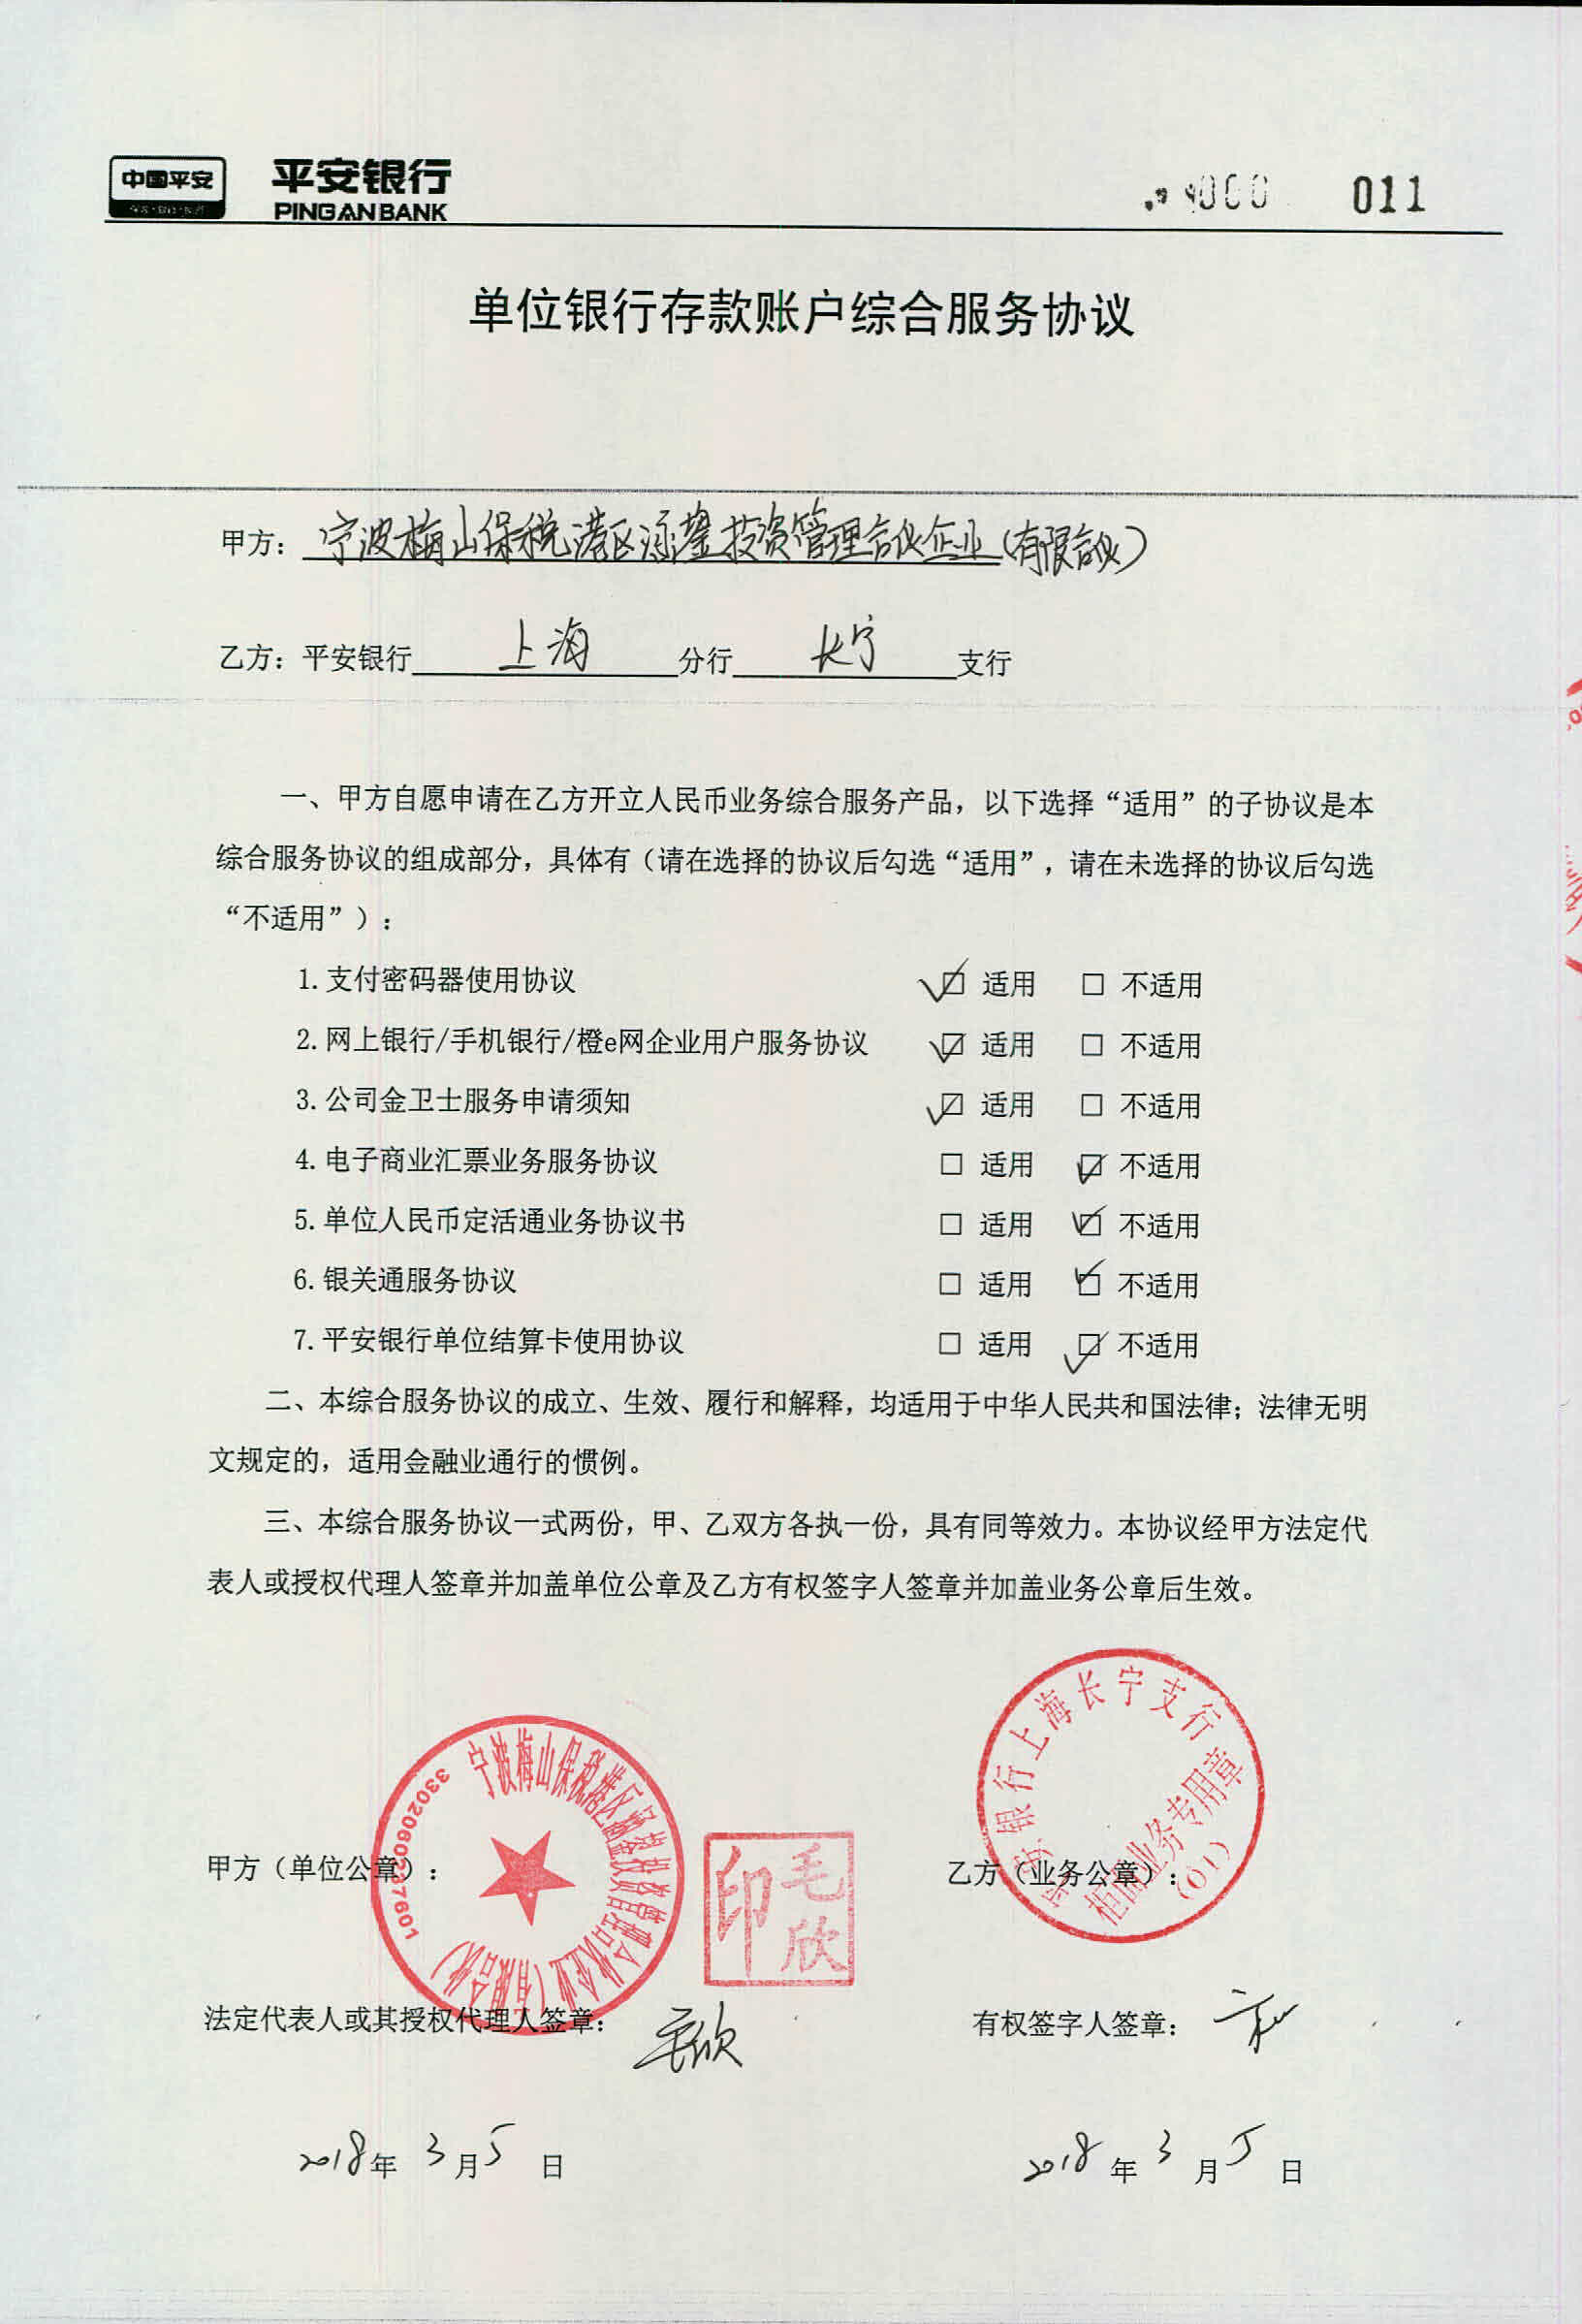 中国平安
平安银行
PINGAN BANK
011
单位银行存款账户综合服务协议
甲方：宁波梅山保税港区 投资管理合伙企业（有限合伙）
乙方：平安银行 上海 分行 长宁 支行
一、甲方自愿申请在乙方开立人民币业务综合服务产品，以下选择“适用”的子协议是本
综合服务协议的组成部分，具体有（请在选择的协议后勾选“适用”，请在未选择的协议后勾选
“不适用”）：
1.支付密码器使用协议 ☑ 适用 □ 不适用
2.网上银行/手机银行/橙e网企业用户服务协议 ☑ 适用 □ 不适用
3.公司金卫士服务申请须知 ☑ 适用 □ 不适用
4.电子商业汇票业务服务协议 □ 适用 ☑ 不适用
5.单位人民币定活通业务协议书 □ 适用 ☑ 不适用
6.银关通服务协议 □ 适用 ☑ 不适用
7.平安银行单位结算卡使用协议 □ 适用 ☑ 不适用
二、本综合服务协议的成立、生效、履行和解释，均适用于中华人民共和国法律；法律无明
文规定的，适用金融业通行的惯例。
三、本综合服务协议一式两份，甲、乙双方各执一份，具有同等效力。本协议经甲方法定代
表人或授权代理人签章并加盖单位公章及乙方有权签字人签章并加盖业务公章后生效。
平安银行上海长宁支行
柜面业务专用章
(01)
宁波梅山保税港区 投资管理合伙企业（有限合伙）
毛欣印
甲方（单位公章）： 乙方（业务公章）：
法定代表人或其授权代理人签章：毛欣 有权签字人签章：
2018年3月5日 2018年3月5日